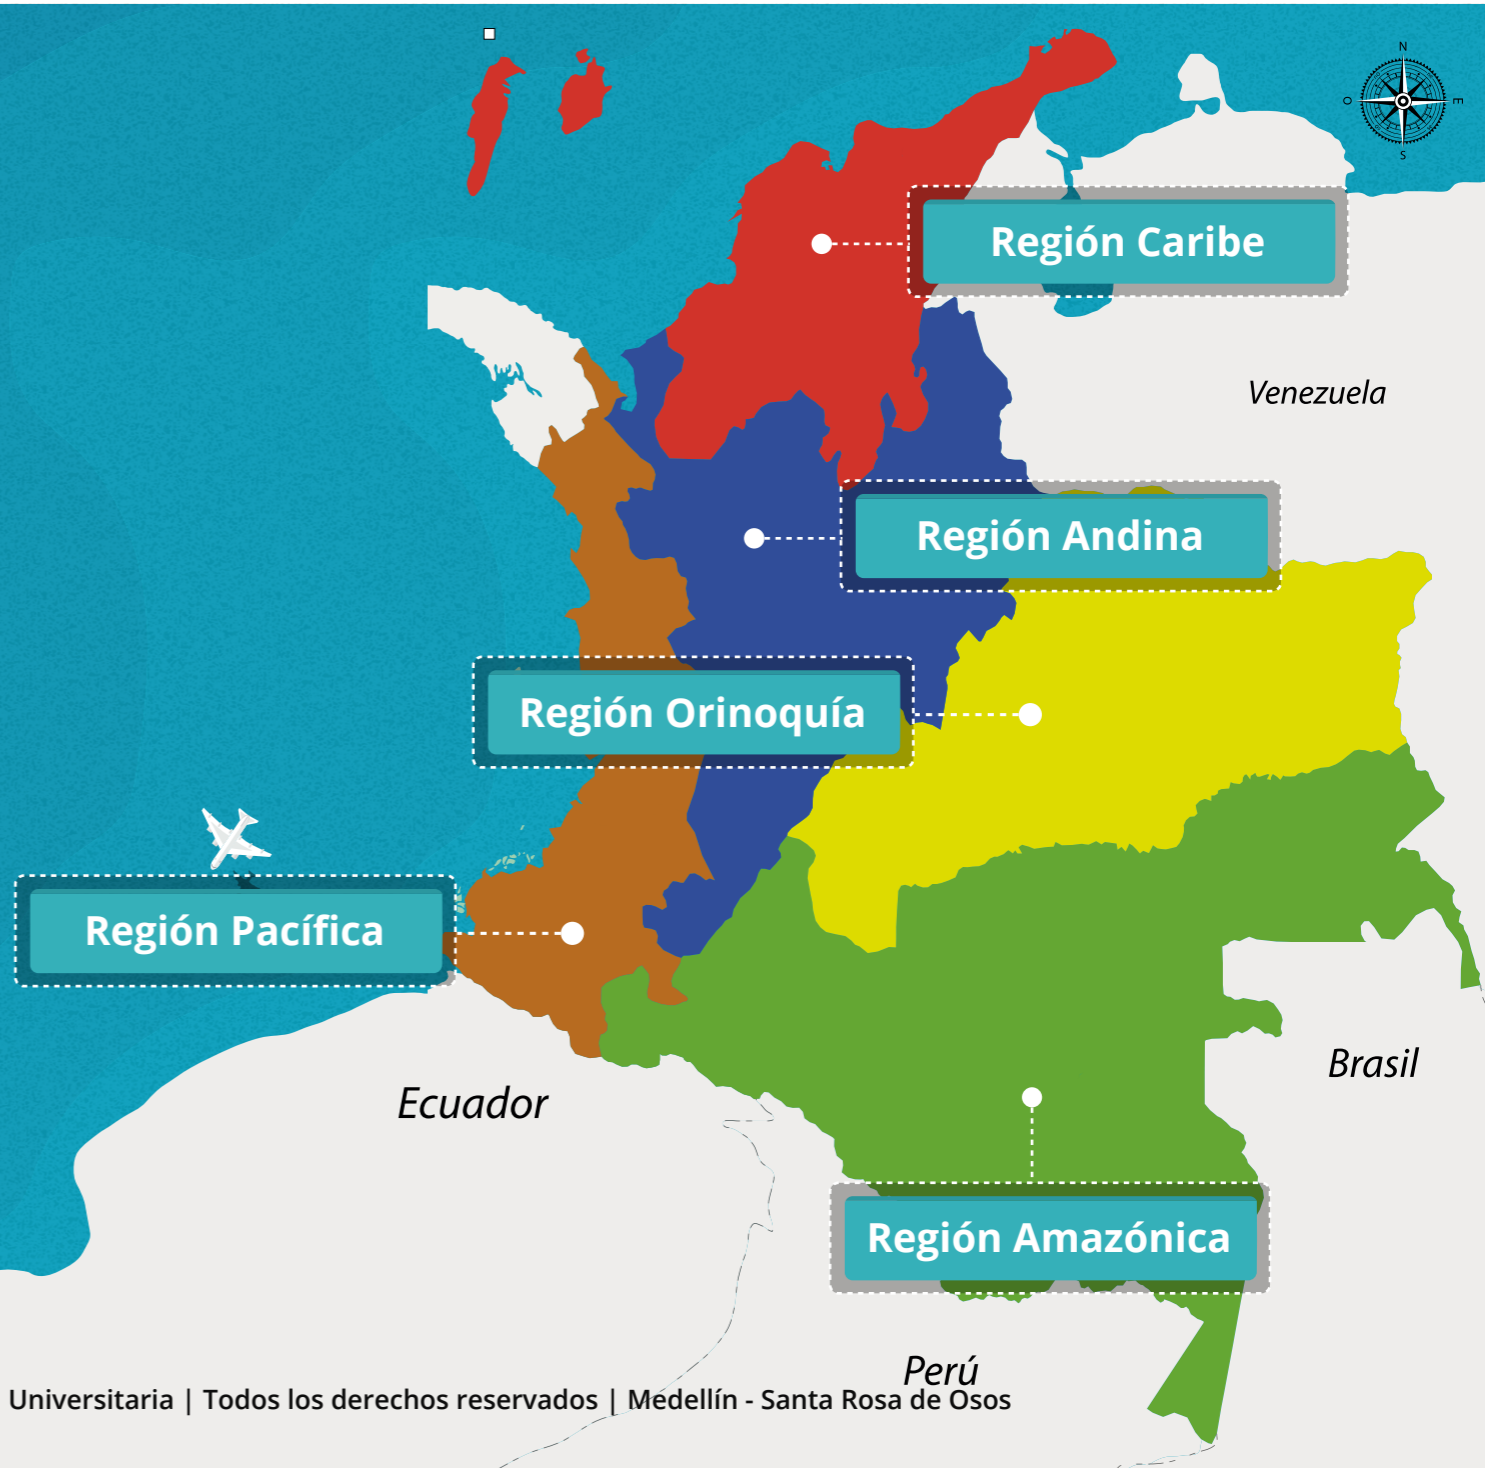 N
O
E
S
Región Caribe
Venezuela
Región Andina
Región Orinoquía
Región Pacífica
Brasil
Ecuador
Región Amazónica
Perú
Universitaria | Todos los derechos reservados | Medellín - Santa Rosa de Osos